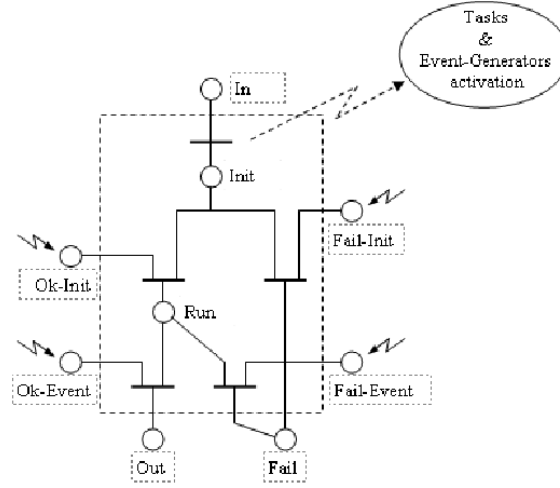 Tasks
&
Event-Generators
activation
In
Init
Fail-Init
Ok-Init
Run
Ok-Event
Fail-Event
Out
Fail